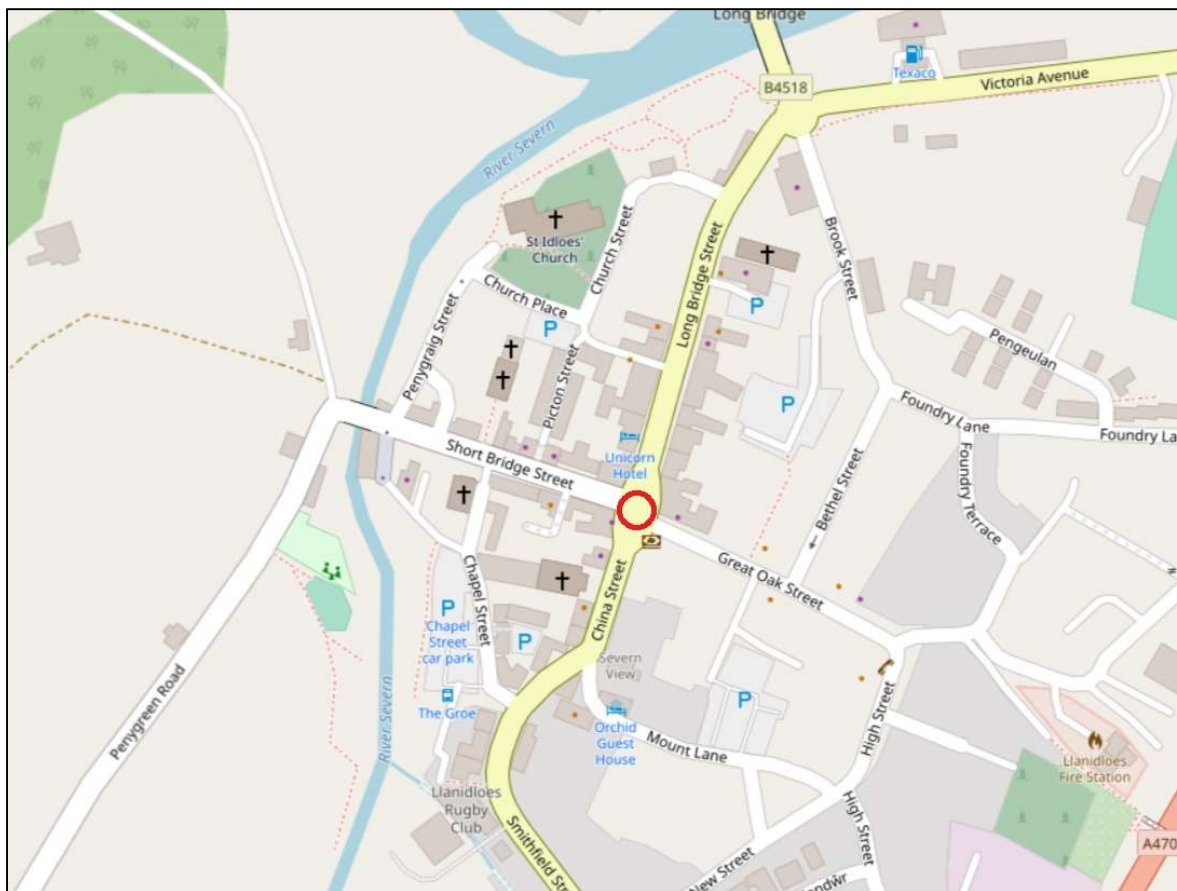 Long Bridge
B4518
Texaco
Victoria Avenue
River Severn
St Idloes'
Church
Church Street
Church Place
Penygraig Street
Picton Street
Long Bridge Street
Brook Street
Pengeulan
P
P
P
Foundry Lane
Foundry La
Foundry Terrace
Bethel Street
Short Bridge Street
Unicorn
Hotel
Great Oak Street
Chapel Street
China Street
P
Chapel
Street
car park
P
Severn
View
P
The Groe
Orchid
Guest
House
Mount Lane
High Street
High Street
Penygreen Road
River Severn
Llanidloes
Rugby
Club
Smithfield St
New Street
ndŵr
Llanidloes
Fire Station
A470